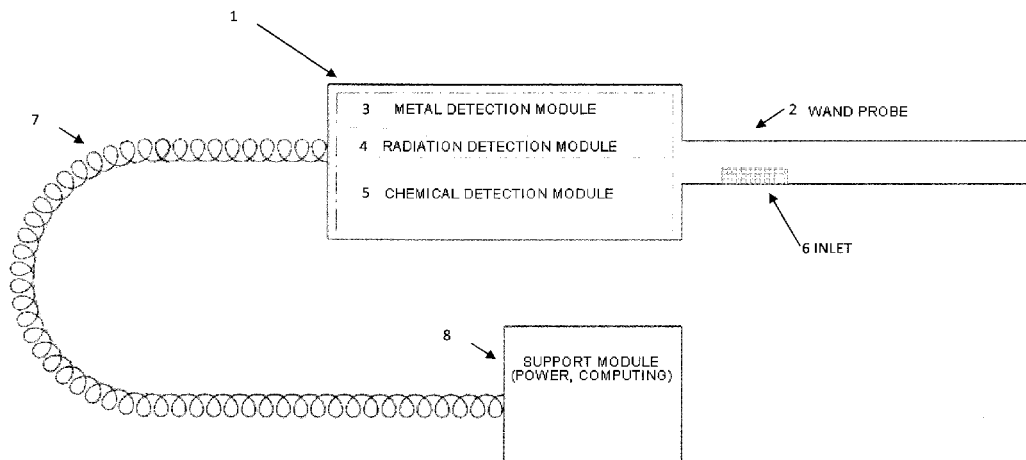 1
3 METAL DETECTION MODULE
2 WAND PROBE
7
4 RADIATION DETECTION MODULE
5 CHEMICAL DETECTION MODULE
6 INLET
8
SUPPORT MODULE
(POWER, COMPUTING)